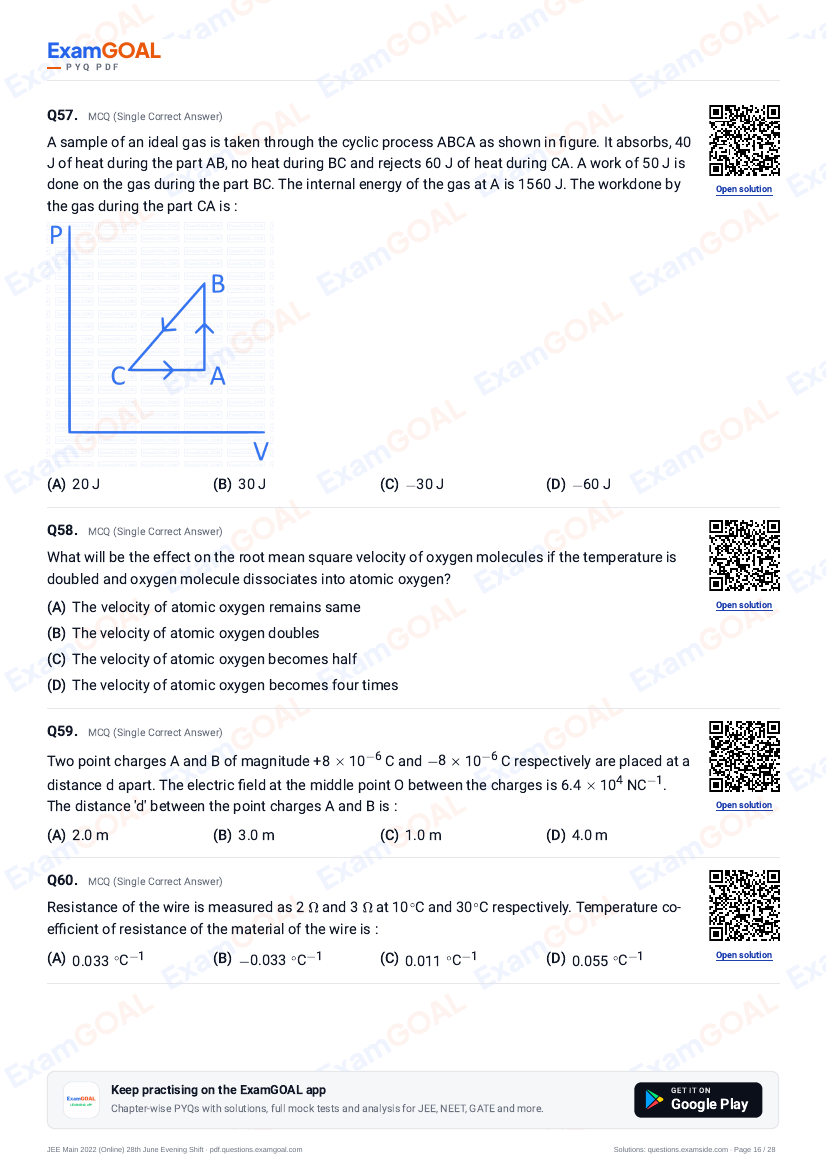 ExamGOAL
PYQ PDF
Q57. MCQ (Single Correct Answer)
A sample of an ideal gas is taken through the cyclic process ABCA as shown in figure. It absorbs, 40
J of heat during the part AB, no heat during BC and rejects 60 J of heat during CA. A work of 50 J is
done on the gas during the part BC. The internal energy of the gas at A is 1560 J. The workdone by
the gas during the part CA is :
Open solution
P
B
C
A
V
(A) 20 J (B) 30 J (C) −30 J (D) −60 J
Q58. MCQ (Single Correct Answer)
What will be the effect on the root mean square velocity of oxygen molecules if the temperature is
doubled and oxygen molecule dissociates into atomic oxygen?
Open solution
(A) The velocity of atomic oxygen remains same
(B) The velocity of atomic oxygen doubles
(C) The velocity of atomic oxygen becomes half
(D) The velocity of atomic oxygen becomes four times
Q59. MCQ (Single Correct Answer)
Two point charges A and B of magnitude +8 × 10⁻⁶ C and −8 × 10⁻⁶ C respectively are placed at a
distance d apart. The electric field at the middle point O between the charges is 6.4 × 10⁴ NC⁻¹.
The distance 'd' between the point charges A and B is :
Open solution
(A) 2.0 m (B) 3.0 m (C) 1.0 m (D) 4.0 m
Q60. MCQ (Single Correct Answer)
Resistance of the wire is measured as 2 Ω and 3 Ω at 10°C and 30°C respectively. Temperature co-
efficient of resistance of the material of the wire is :
Open solution
(A) 0.033 °C⁻¹ (B) −0.033 °C⁻¹ (C) 0.011 °C⁻¹ (D) 0.055 °C⁻¹
ExamGOAL
Keep practising on the ExamGOAL app
Chapter-wise PYQs with solutions, full mock tests and analysis for JEE, NEET, GATE and more.
GET IT ON
Google Play
JEE Main 2022 (Online) 28th June Evening Shift · pdf.questions.examgoal.com
Solutions: questions.examside.com · Page 16 / 28